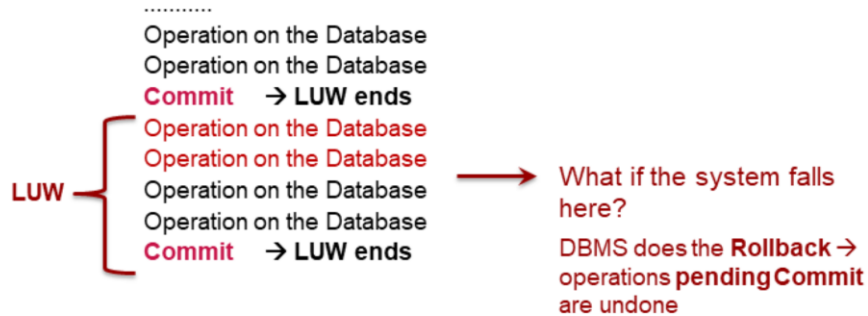 ...........
Operation on the Database
Operation on the Database
Commit → LUW ends
Operation on the Database
Operation on the Database
LUW
Operation on the Database
Operation on the Database
Commit → LUW ends
What if the system falls
here?
DBMS does the Rollback →
operations pending Commit
are undone